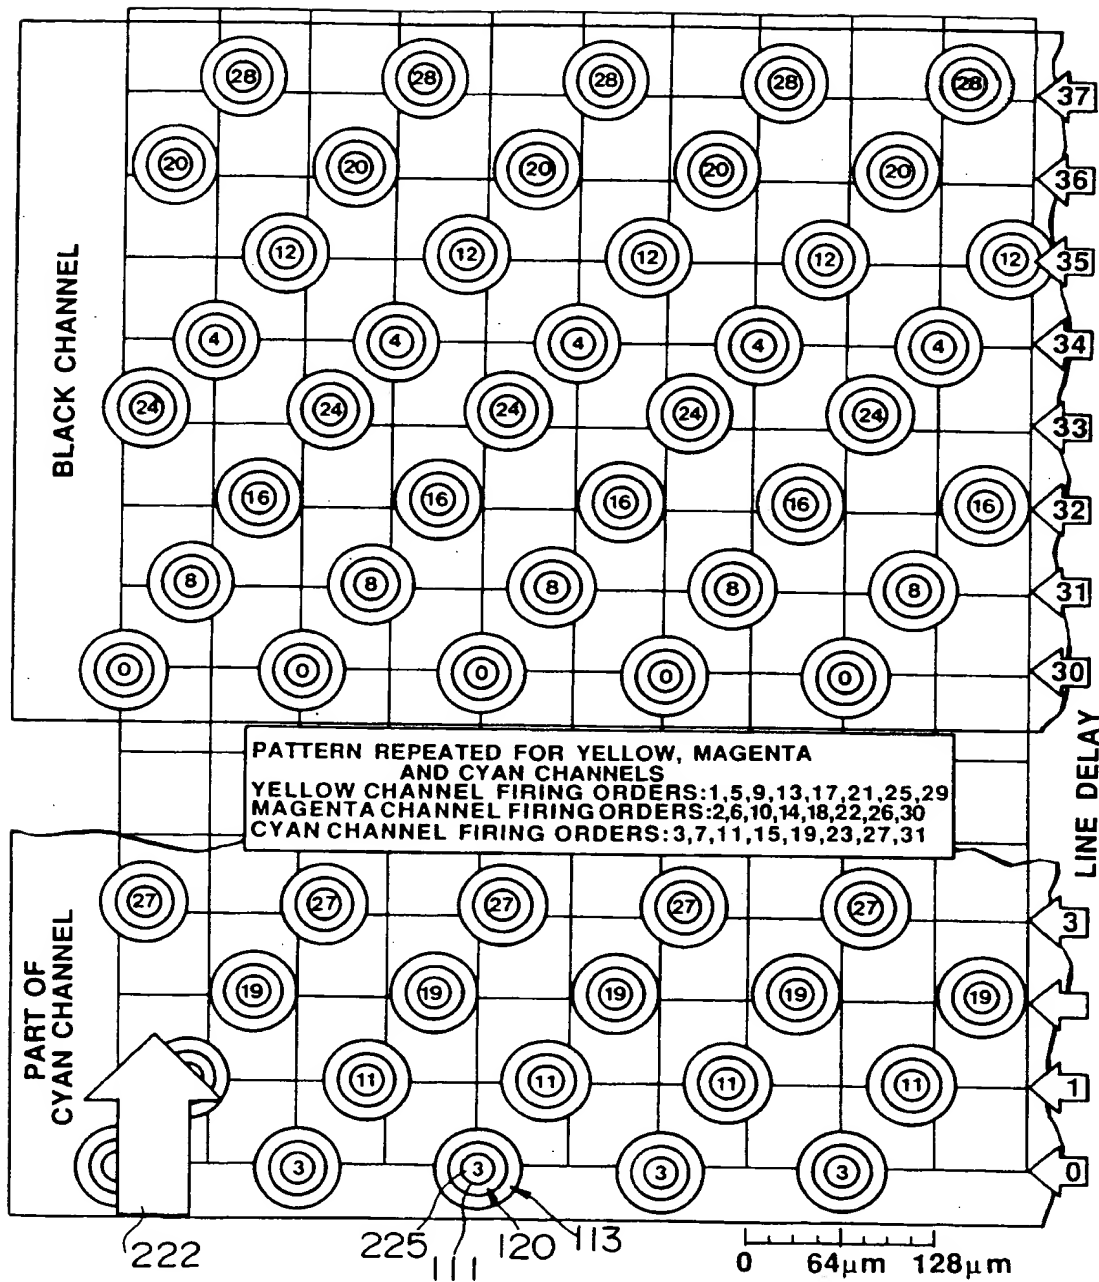 28 28 28 28 28 37
20 20 20 20 20 36
12 12 12 12 12 35
4 4 4 4 4 34
24 24 24 24 24 33
16 16 16 16 16 32
8 8 8 8 8 31
0 0 0 0 0 30
BLACK CHANNEL
PATTERN REPEATED FOR YELLOW, MAGENTA
AND CYAN CHANNELS
YELLOW CHANNEL FIRING ORDERS:1,5,9,13,17,21,25,29
MAGENTA CHANNEL FIRING ORDERS:2,6,10,14,18,22,26,30
CYAN CHANNEL FIRING ORDERS:3,7,11,15,19,23,27,31
LINE DELAY
27 27 27 27 27 3
19 19 19 19 19
11 11 11 11 1
3 3 3 3 0
PART OF
CYAN CHANNEL
222 225 111 120 113
0 64μm 128μm